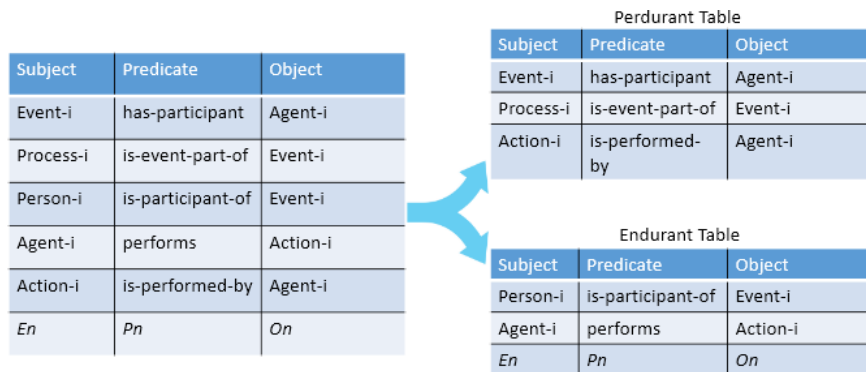 Subject Predicate Object
Event-i has-participant Agent-i
Process-i is-event-part-of Event-i
Person-i is-participant-of Event-i
Agent-i performs Action-i
Action-i is-performed-by Agent-i
En Pn On
Perdurant Table
Subject Predicate Object
Event-i has-participant Agent-i
Process-i is-event-part-of Event-i
Action-i is-performed- Agent-i
by
Endurant Table
Subject Predicate Object
Person-i is-participant-of Event-i
Agent-i performs Action-i
En Pn On